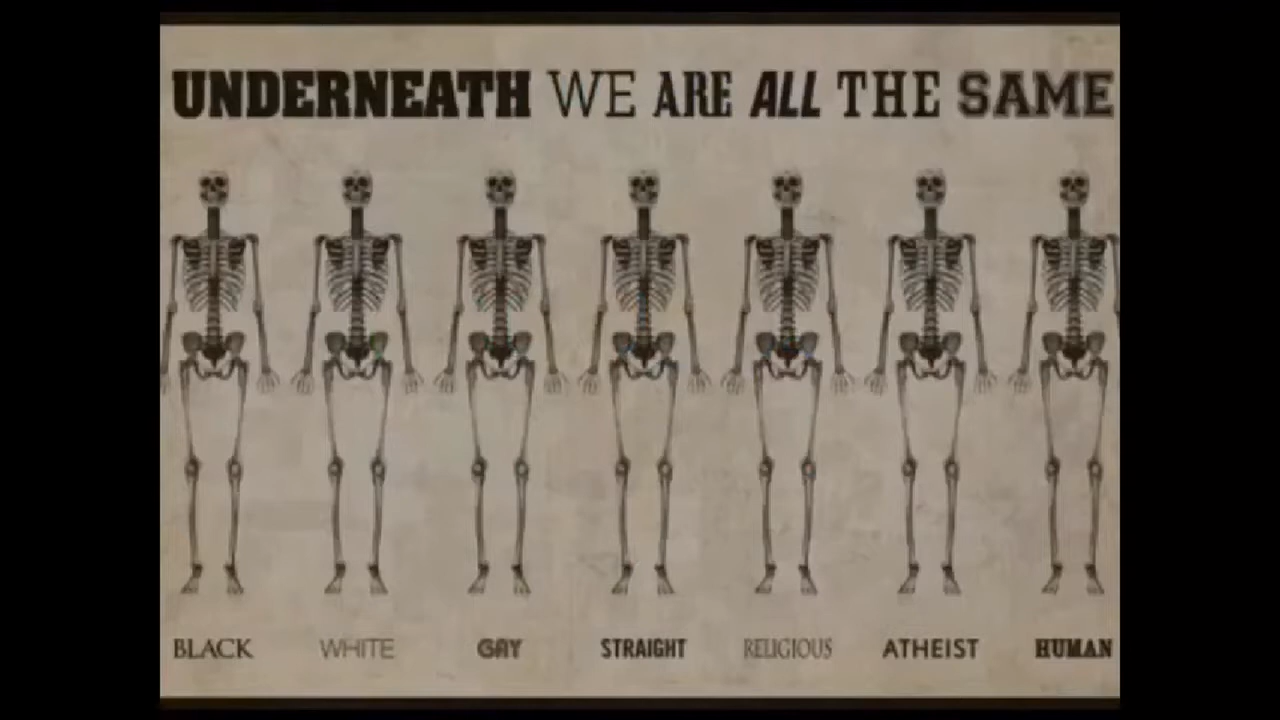 UNDERNEATH WE ARE ALL THE SAME
BLACK WHITE GAY STRAIGHT RELIGIOUS ATHEIST HUMAN